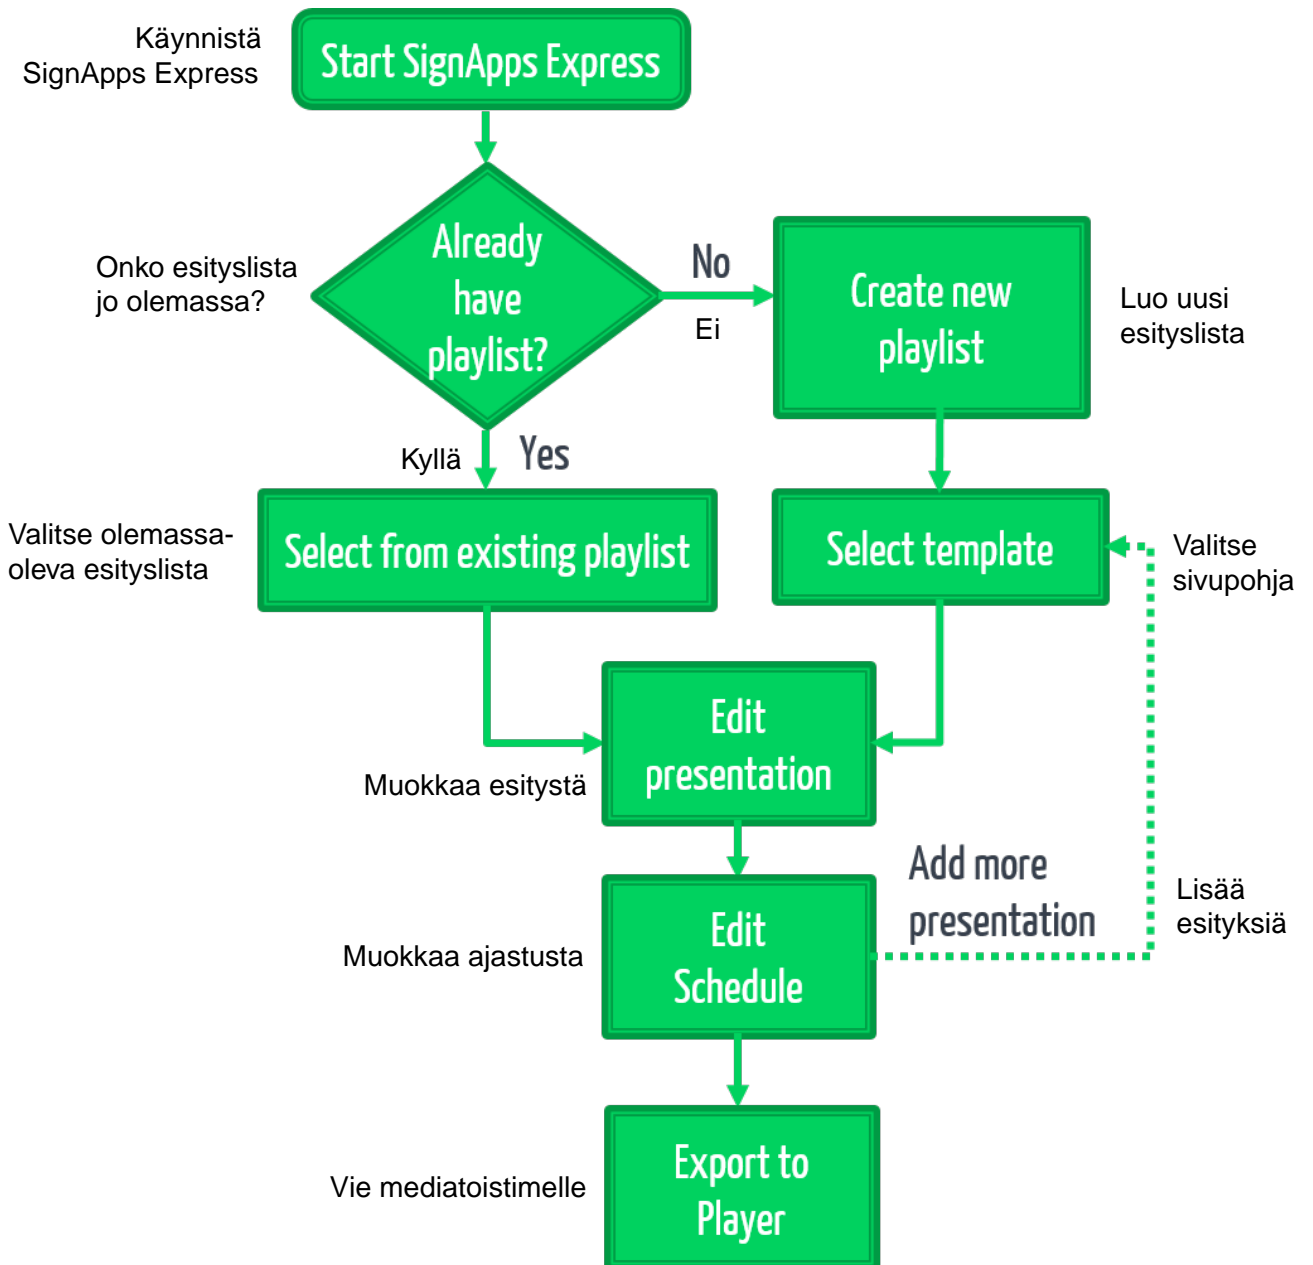 Käynnistä
SignApps Express
Start SignApps Express
Onko esityslista
jo olemassa?
Already
have
playlist?
No
Ei
Create new
playlist
Luo uusi
esityslista
Kyllä
Yes
Valitse olemassa-
oleva esityslista
Select from existing playlist
Select template
Valitse
sivupohja
Edit
presentation
Muokkaa esitystä
Add more
presentation
Lisää
esityksiä
Muokkaa ajastusta
Edit
Schedule
Vie mediatoistimelle
Export to
Player